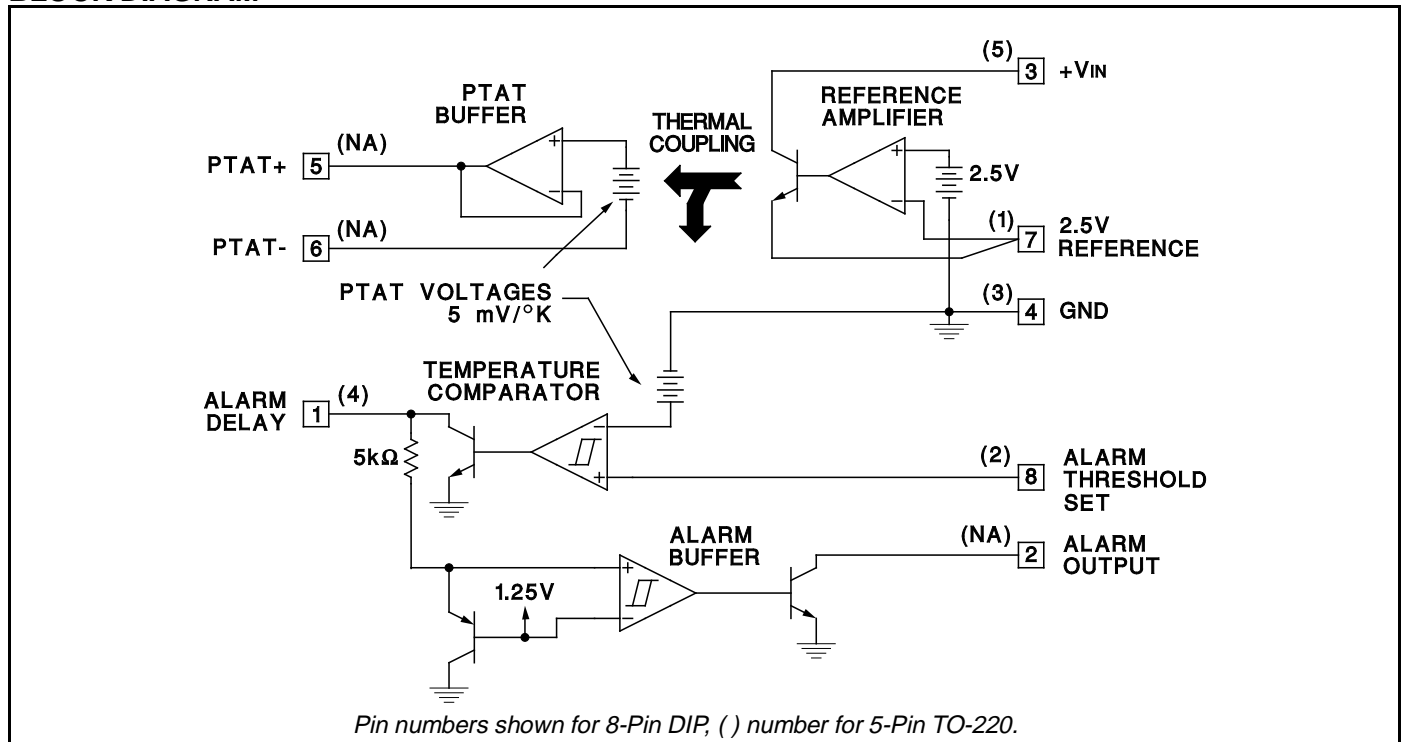 BLOCK DIAGRAM
(5)
3 +VIN
PTAT
BUFFER
THERMAL
COUPLING
REFERENCE
AMPLIFIER
PTAT+ 5 (NA)
+
−
+
−
2.5V
PTAT- 6 (NA)
(1)
7 2.5V
REFERENCE
PTAT VOLTAGES
5 mV/°K
(3)
4 GND
TEMPERATURE
COMPARATOR
ALARM
DELAY
1 (4)
−
+
5kΩ
(2)
8 ALARM
THRESHOLD
SET
ALARM
BUFFER
(NA)
2 ALARM
OUTPUT
+
−
1.25V
Pin numbers shown for 8-Pin DIP, ( ) number for 5-Pin TO-220.